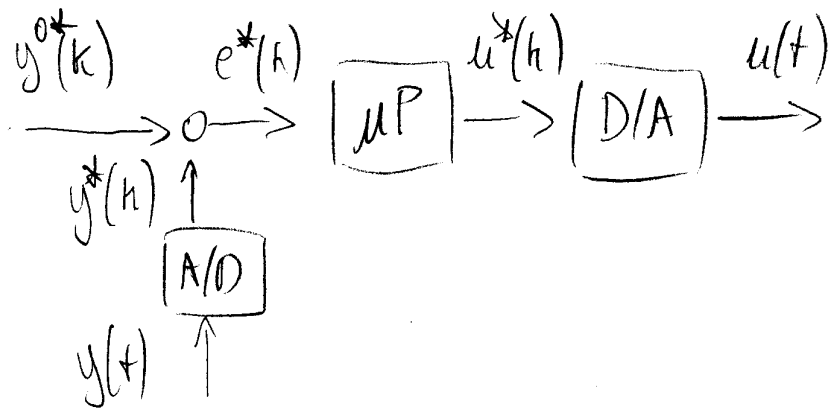 y°*(k) e*(k) u*(k) u(t)
μP D/A
y*(k)
A/D
y(t)